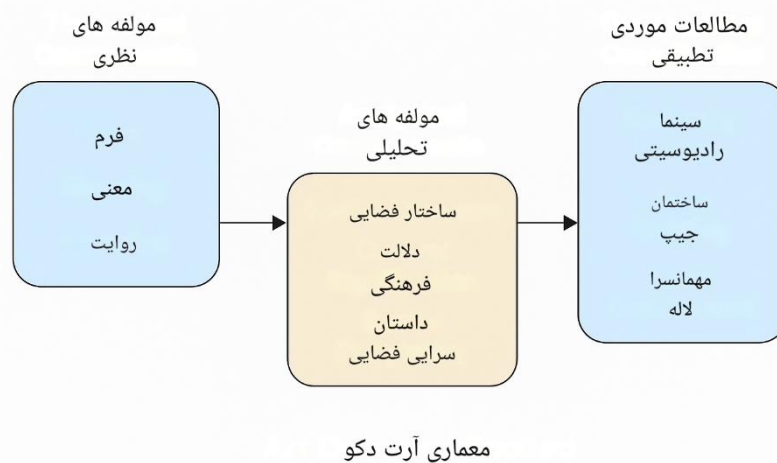 مولفه های
نظری
فرم
معنی
روایت
مولفه های
تحلیلی
ساختار فضایی
دلالت
فرهنگی
داستان
سرایی فضایی
مطالعات موردی
تطبیقی
سینما
رادیوسیتی
ساختمان
جیپ
مهمانسرا
لاله
معماری آرت دکو